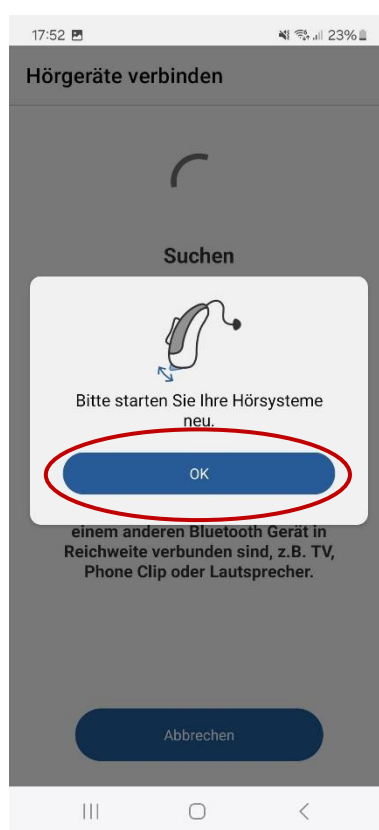 17:52 23%
Hörgeräte verbinden
Suchen
Bitte starten Sie Ihre Hörsysteme
neu.
OK
einem anderen Bluetooth Gerät in
Reichweite verbunden sind, z.B. TV,
Phone Clip oder Lautsprecher.
Abbrechen